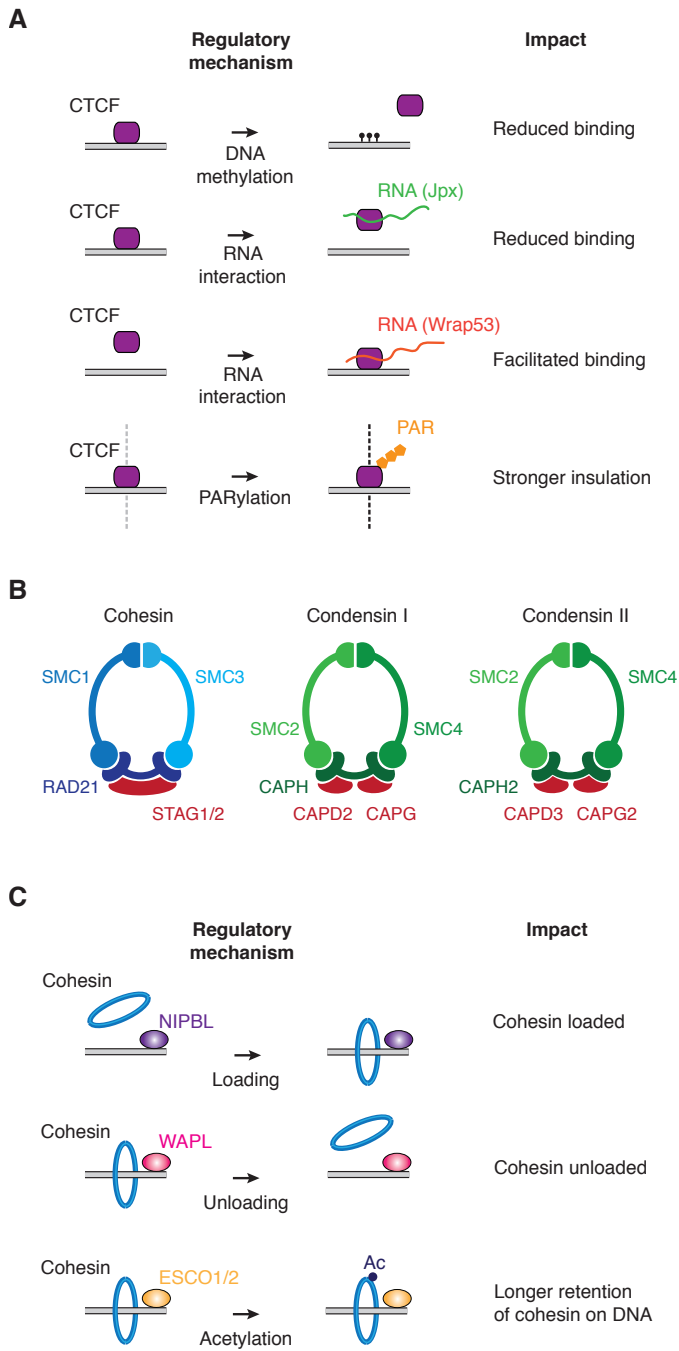 A
Regulatory
mechanism
Impact
CTCF
DNA
methylation
Reduced binding
CTCF
RNA
interaction
RNA (Jpx)
Reduced binding
CTCF
RNA
interaction
RNA (Wrap53)
Facilitated binding
CTCF
PARylation
PAR
Stronger insulation
B
Cohesin
Condensin I
Condensin II
SMC1
SMC3
RAD21
STAG1/2
SMC2
SMC4
CAPH
CAPD2
CAPG
SMC2
SMC4
CAPH2
CAPD3
CAPG2
C
Regulatory
mechanism
Impact
Cohesin
NIPBL
Loading
Cohesin loaded
Cohesin
WAPL
Unloading
Cohesin unloaded
Cohesin
ESCO1/2
Acetylation
Ac
Longer retention
of cohesin on DNA